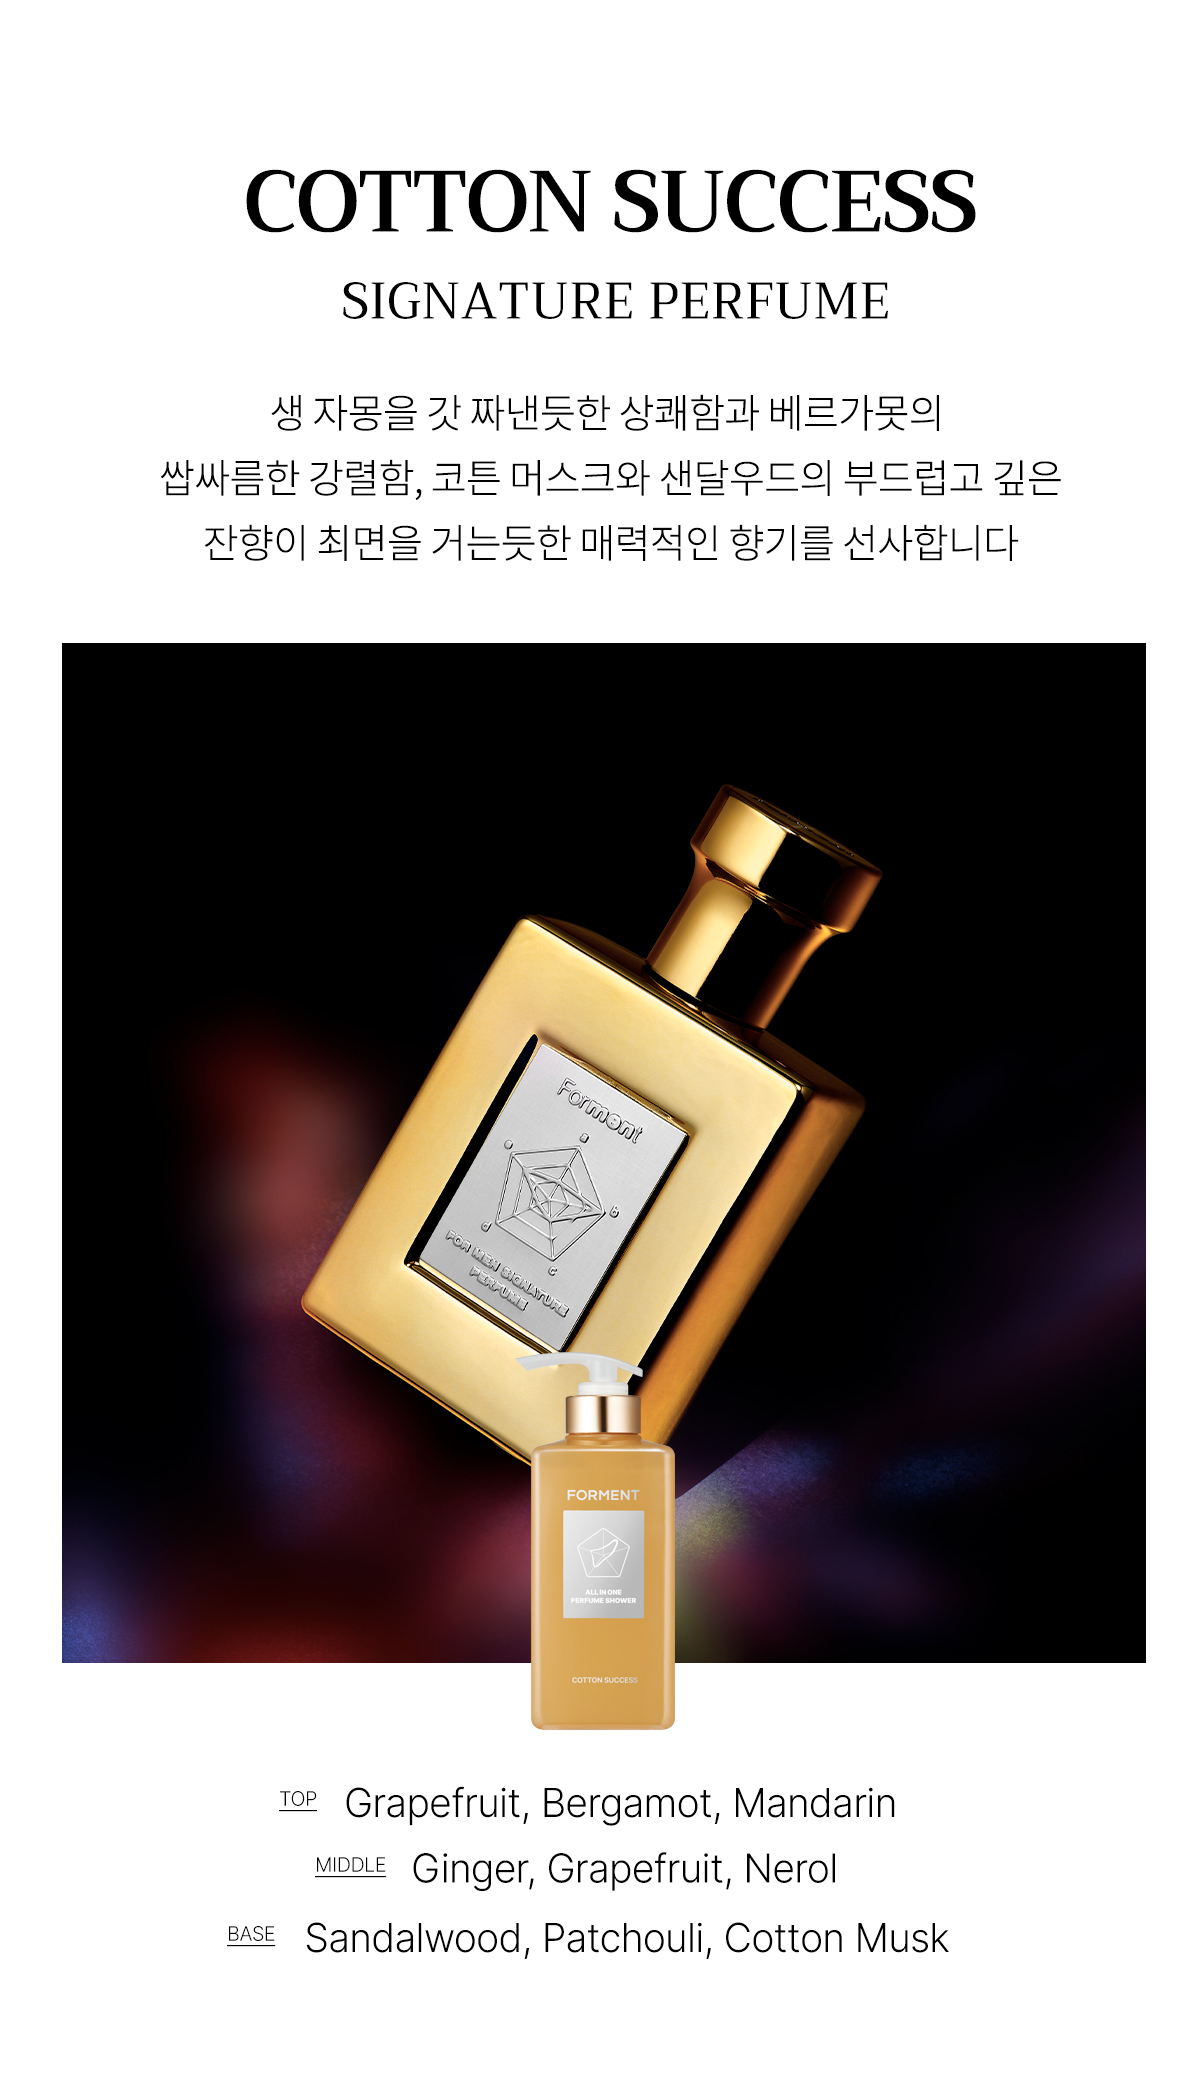 COTTON SUCCESS
SIGNATURE PERFUME
생 자몽을 갓 짜낸듯한 상쾌함과 베르가못의
쌉싸름한 강렬함, 코튼 머스크와 샌달우드의 부드럽고 깊은
잔향이 최면을 거는듯한 매력적인 향기를 선사합니다
Forment
a
b
d
c
FOR MEN SIGNATURE
PERFUME
FORMENT
ALL IN ONE
PERFUME SHOWER
COTTON SUCCESS
TOP Grapefruit, Bergamot, Mandarin
MIDDLE Ginger, Grapefruit, Nerol
BASE Sandalwood, Patchouli, Cotton Musk